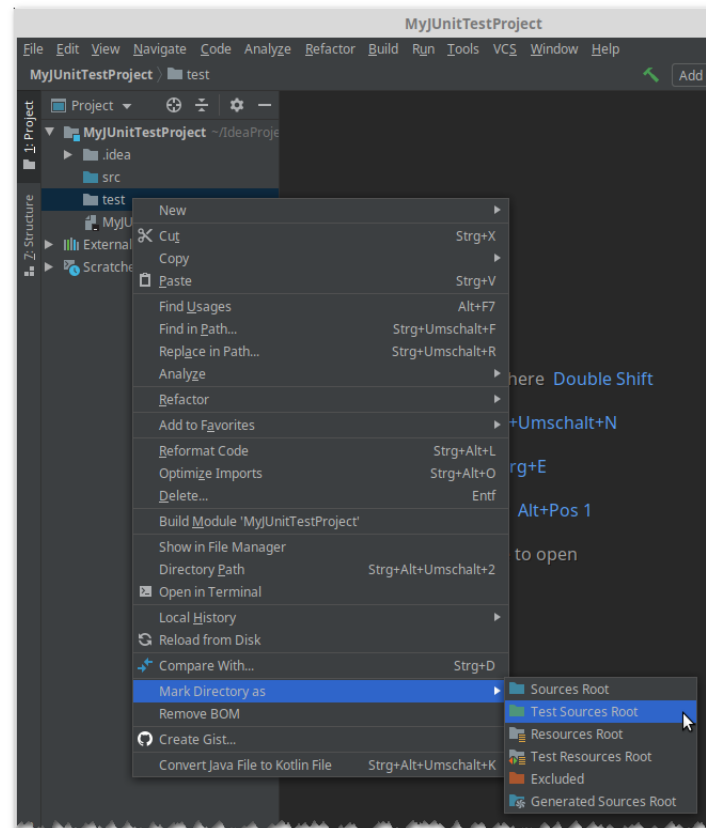 MyJUnitTestProject
File Edit View Navigate Code Analyze Refactor Build Run Tools VCS Window Help
MyJUnitTestProject test
Add
1: Project
7: Structure
Project
MyJUnitTestProject ~/IdeaProje
.idea
src
test
MyJU
External
Scratche
New
Cut Strg+X
Copy
Paste Strg+V
Find Usages Alt+F7
Find in Path... Strg+Umschalt+F
Replace in Path... Strg+Umschalt+R
Analyze
Refactor
Add to Favorites
Reformat Code Strg+Alt+L
Optimize Imports Strg+Alt+O
Delete... Entf
Build Module 'MyJUnitTestProject'
Show in File Manager
Directory Path Strg+Alt+Umschalt+2
Open in Terminal
Local History
Reload from Disk
Compare With... Strg+D
Mark Directory as
Remove BOM
Create Gist...
Convert Java File to Kotlin File Strg+Alt+Umschalt+K
here Double Shift
+Umschalt+N
rg+E
Alt+Pos 1
to open
Sources Root
Test Sources Root
Resources Root
Test Resources Root
Excluded
Generated Sources Root